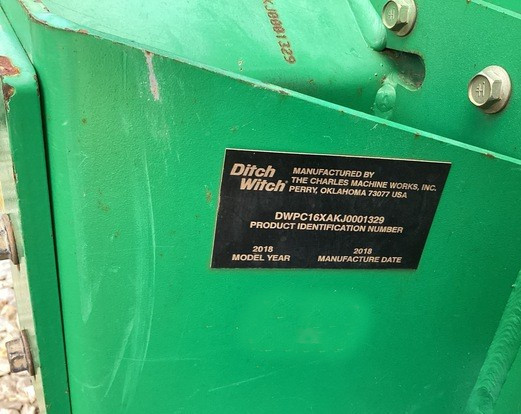 KJ0001329
Ditch Witch
MANUFACTURED BY
THE CHARLES MACHINE WORKS, INC.
PERRY, OKLAHOMA 73077 USA
DWPC16XAKJ0001329
PRODUCT IDENTIFICATION NUMBER
2018
MODEL YEAR
2018
MANUFACTURE DATE